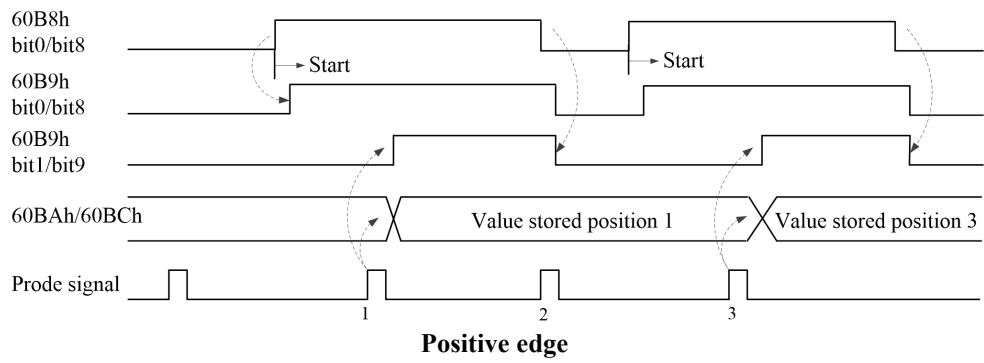 60B8h
bit0/bit8
Start
Start
60B9h
bit0/bit8
60B9h
bit1/bit9
60BAh/60BCh
Value stored position 1
Value stored position 3
Prode signal
1
2
3
Positive edge